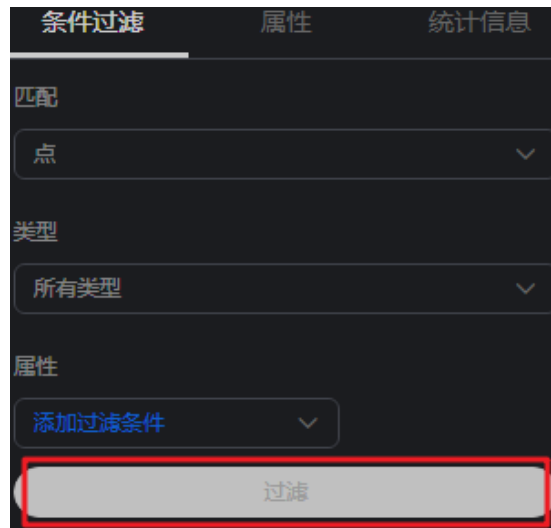 条件过滤 属性 统计信息
匹配
点
类型
所有类型
属性
添加过滤条件
过滤